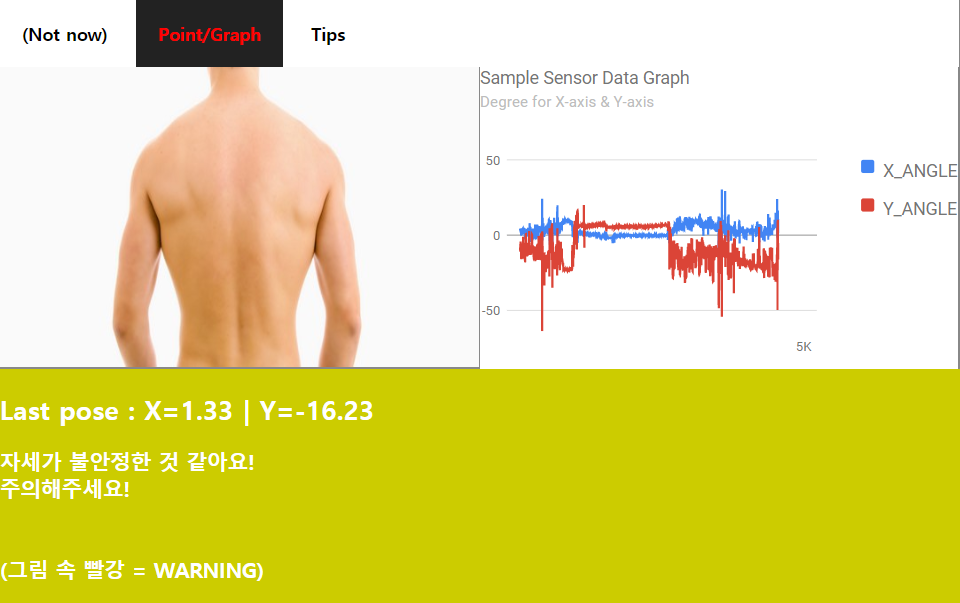 (Not now) Point/Graph Tips
Sample Sensor Data Graph
Degree for X-axis & Y-axis
50
0
-50
5K
X_ANGLE
Y_ANGLE
Last pose : X=1.33 | Y=-16.23
자세가 불안정한 것 같아요!
주의해주세요!
(그림 속 빨강 = WARNING)